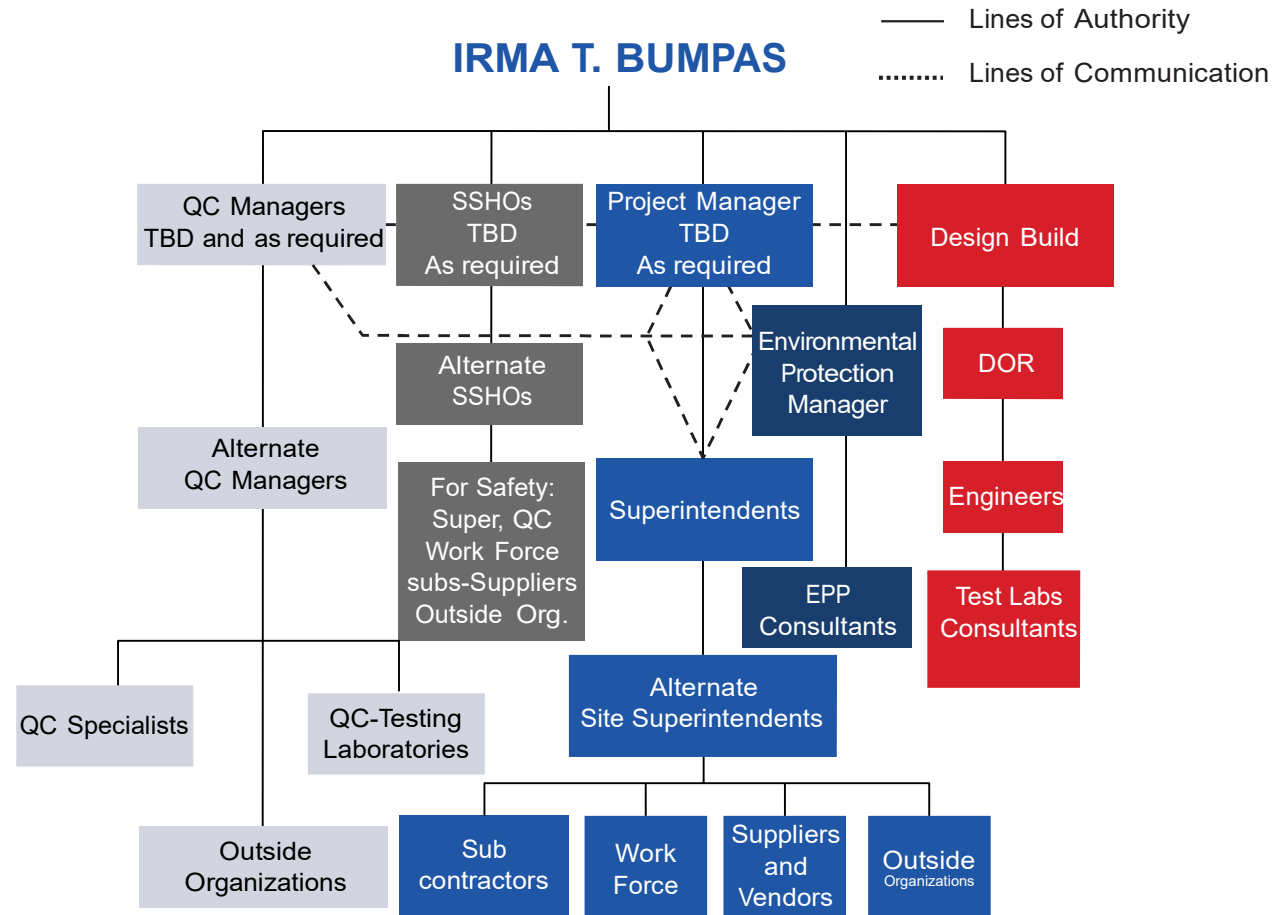 Lines of Authority
IRMA T. BUMPAS
Lines of Communication
QC Managers
TBD and as required
SSHOs
TBD
As required
Project Manager
TBD
As required
Design Build
Environmental
Protection
Manager
DOR
Alternate
SSHOs
Alternate
QC Managers
For Safety:
Super, QC
Work Force
subs-Suppliers
Outside Org.
Superintendents
Engineers
EPP
Consultants
Test Labs
Consultants
QC Specialists
QC-Testing
Laboratories
Alternate
Site Superintendents
Outside
Organizations
Sub
contractors
Work
Force
Suppliers
and
Vendors
Outside
Organizations